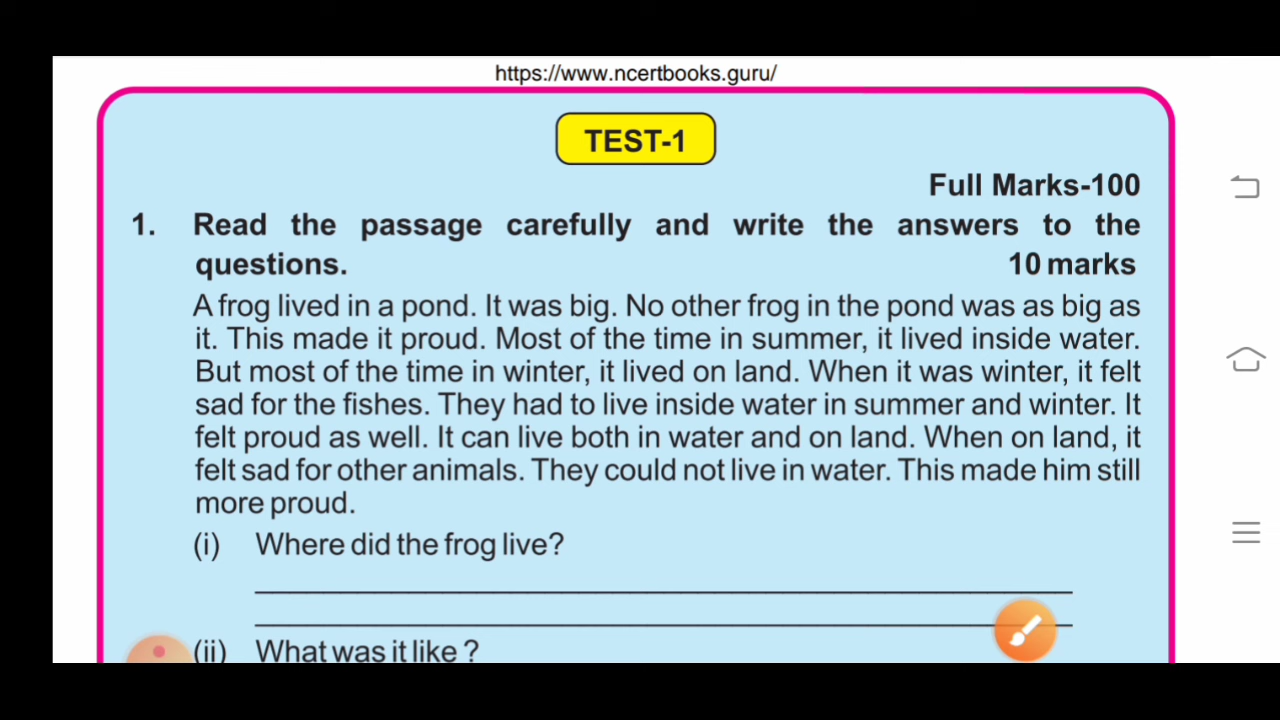 https://www.ncertbooks.guru/
TEST-1
Full Marks-100
1. Read the passage carefully and write the answers to the
questions. 10 marks
A frog lived in a pond. It was big. No other frog in the pond was as big as
it. This made it proud. Most of the time in summer, it lived inside water.
But most of the time in winter, it lived on land. When it was winter, it felt
sad for the fishes. They had to live inside water in summer and winter. It
felt proud as well. It can live both in water and on land. When on land, it
felt sad for other animals. They could not live in water. This made him still
more proud.
(i) Where did the frog live?
(ii) What was it like ?